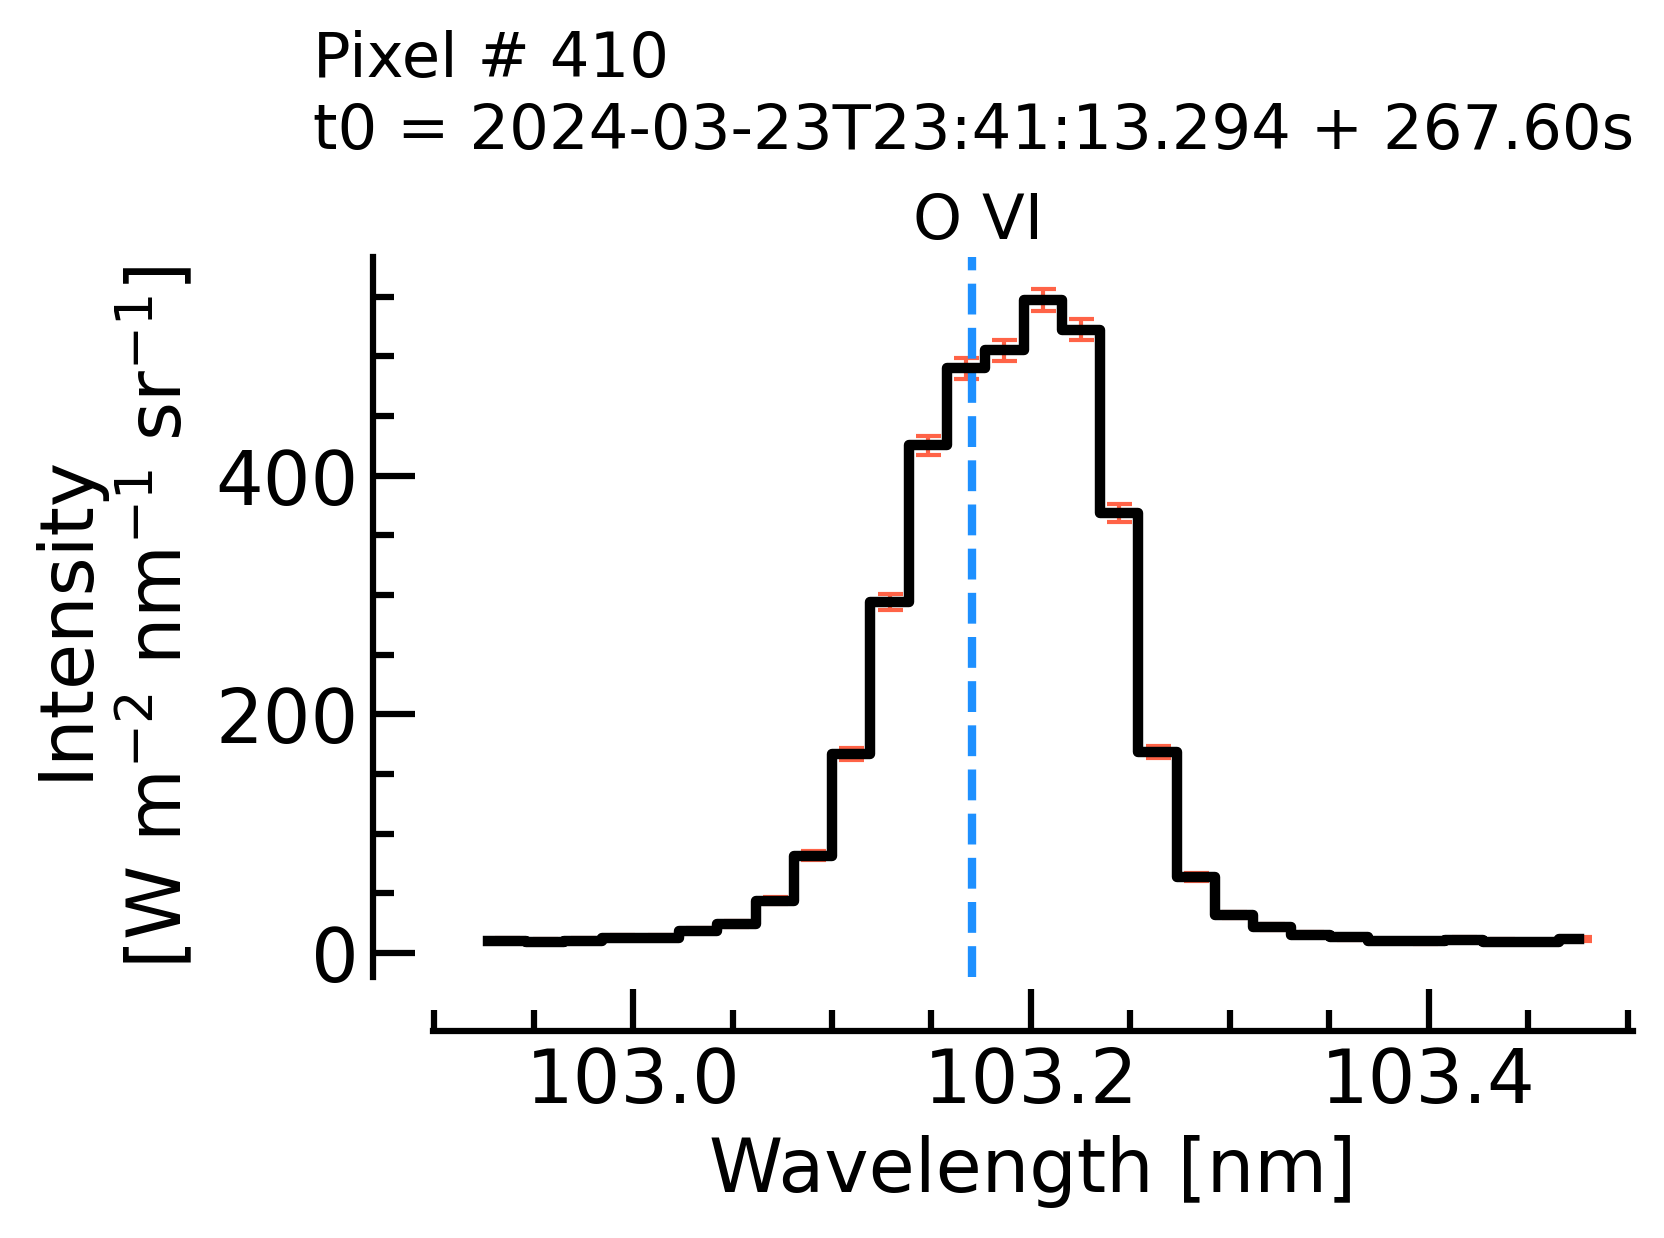 Pixel # 410
t0 = 2024-03-23T23:41:13.294 + 267.60s
O VI
Intensity
[W m⁻² nm⁻¹ sr⁻¹]
400
200
0
103.0 103.2 103.4
Wavelength [nm]